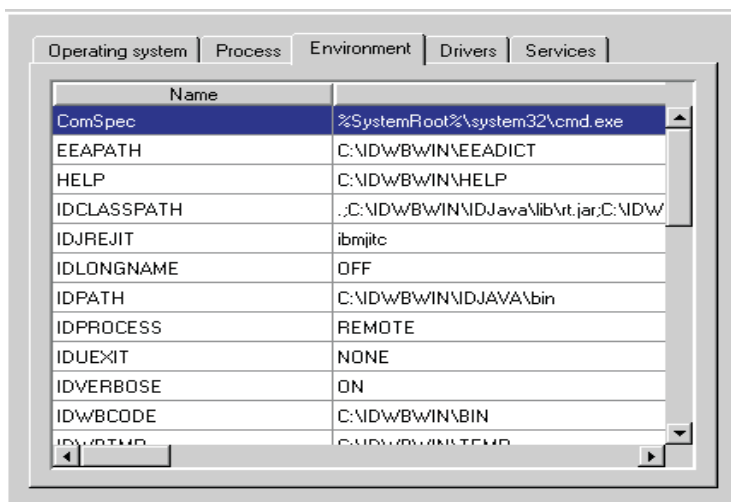 Operating system Process Environment Drivers Services
Name
ComSpec %SystemRoot%\system32\cmd.exe
EEAPATH C:\IDWBWIN\EEADICT
HELP C:\IDWBWIN\HELP
IDCLASSPATH .;C:\IDWBWIN\IDJava\lib\rt.jar;C:\IDW
IDJREJIT ibmjitc
IDLONGNAME OFF
IDPATH C:\IDWBWIN\IDJAVA\bin
IDPROCESS REMOTE
IDUEXIT NONE
IDVERBOSE ON
IDWBCODE C:\IDWBWIN\BIN